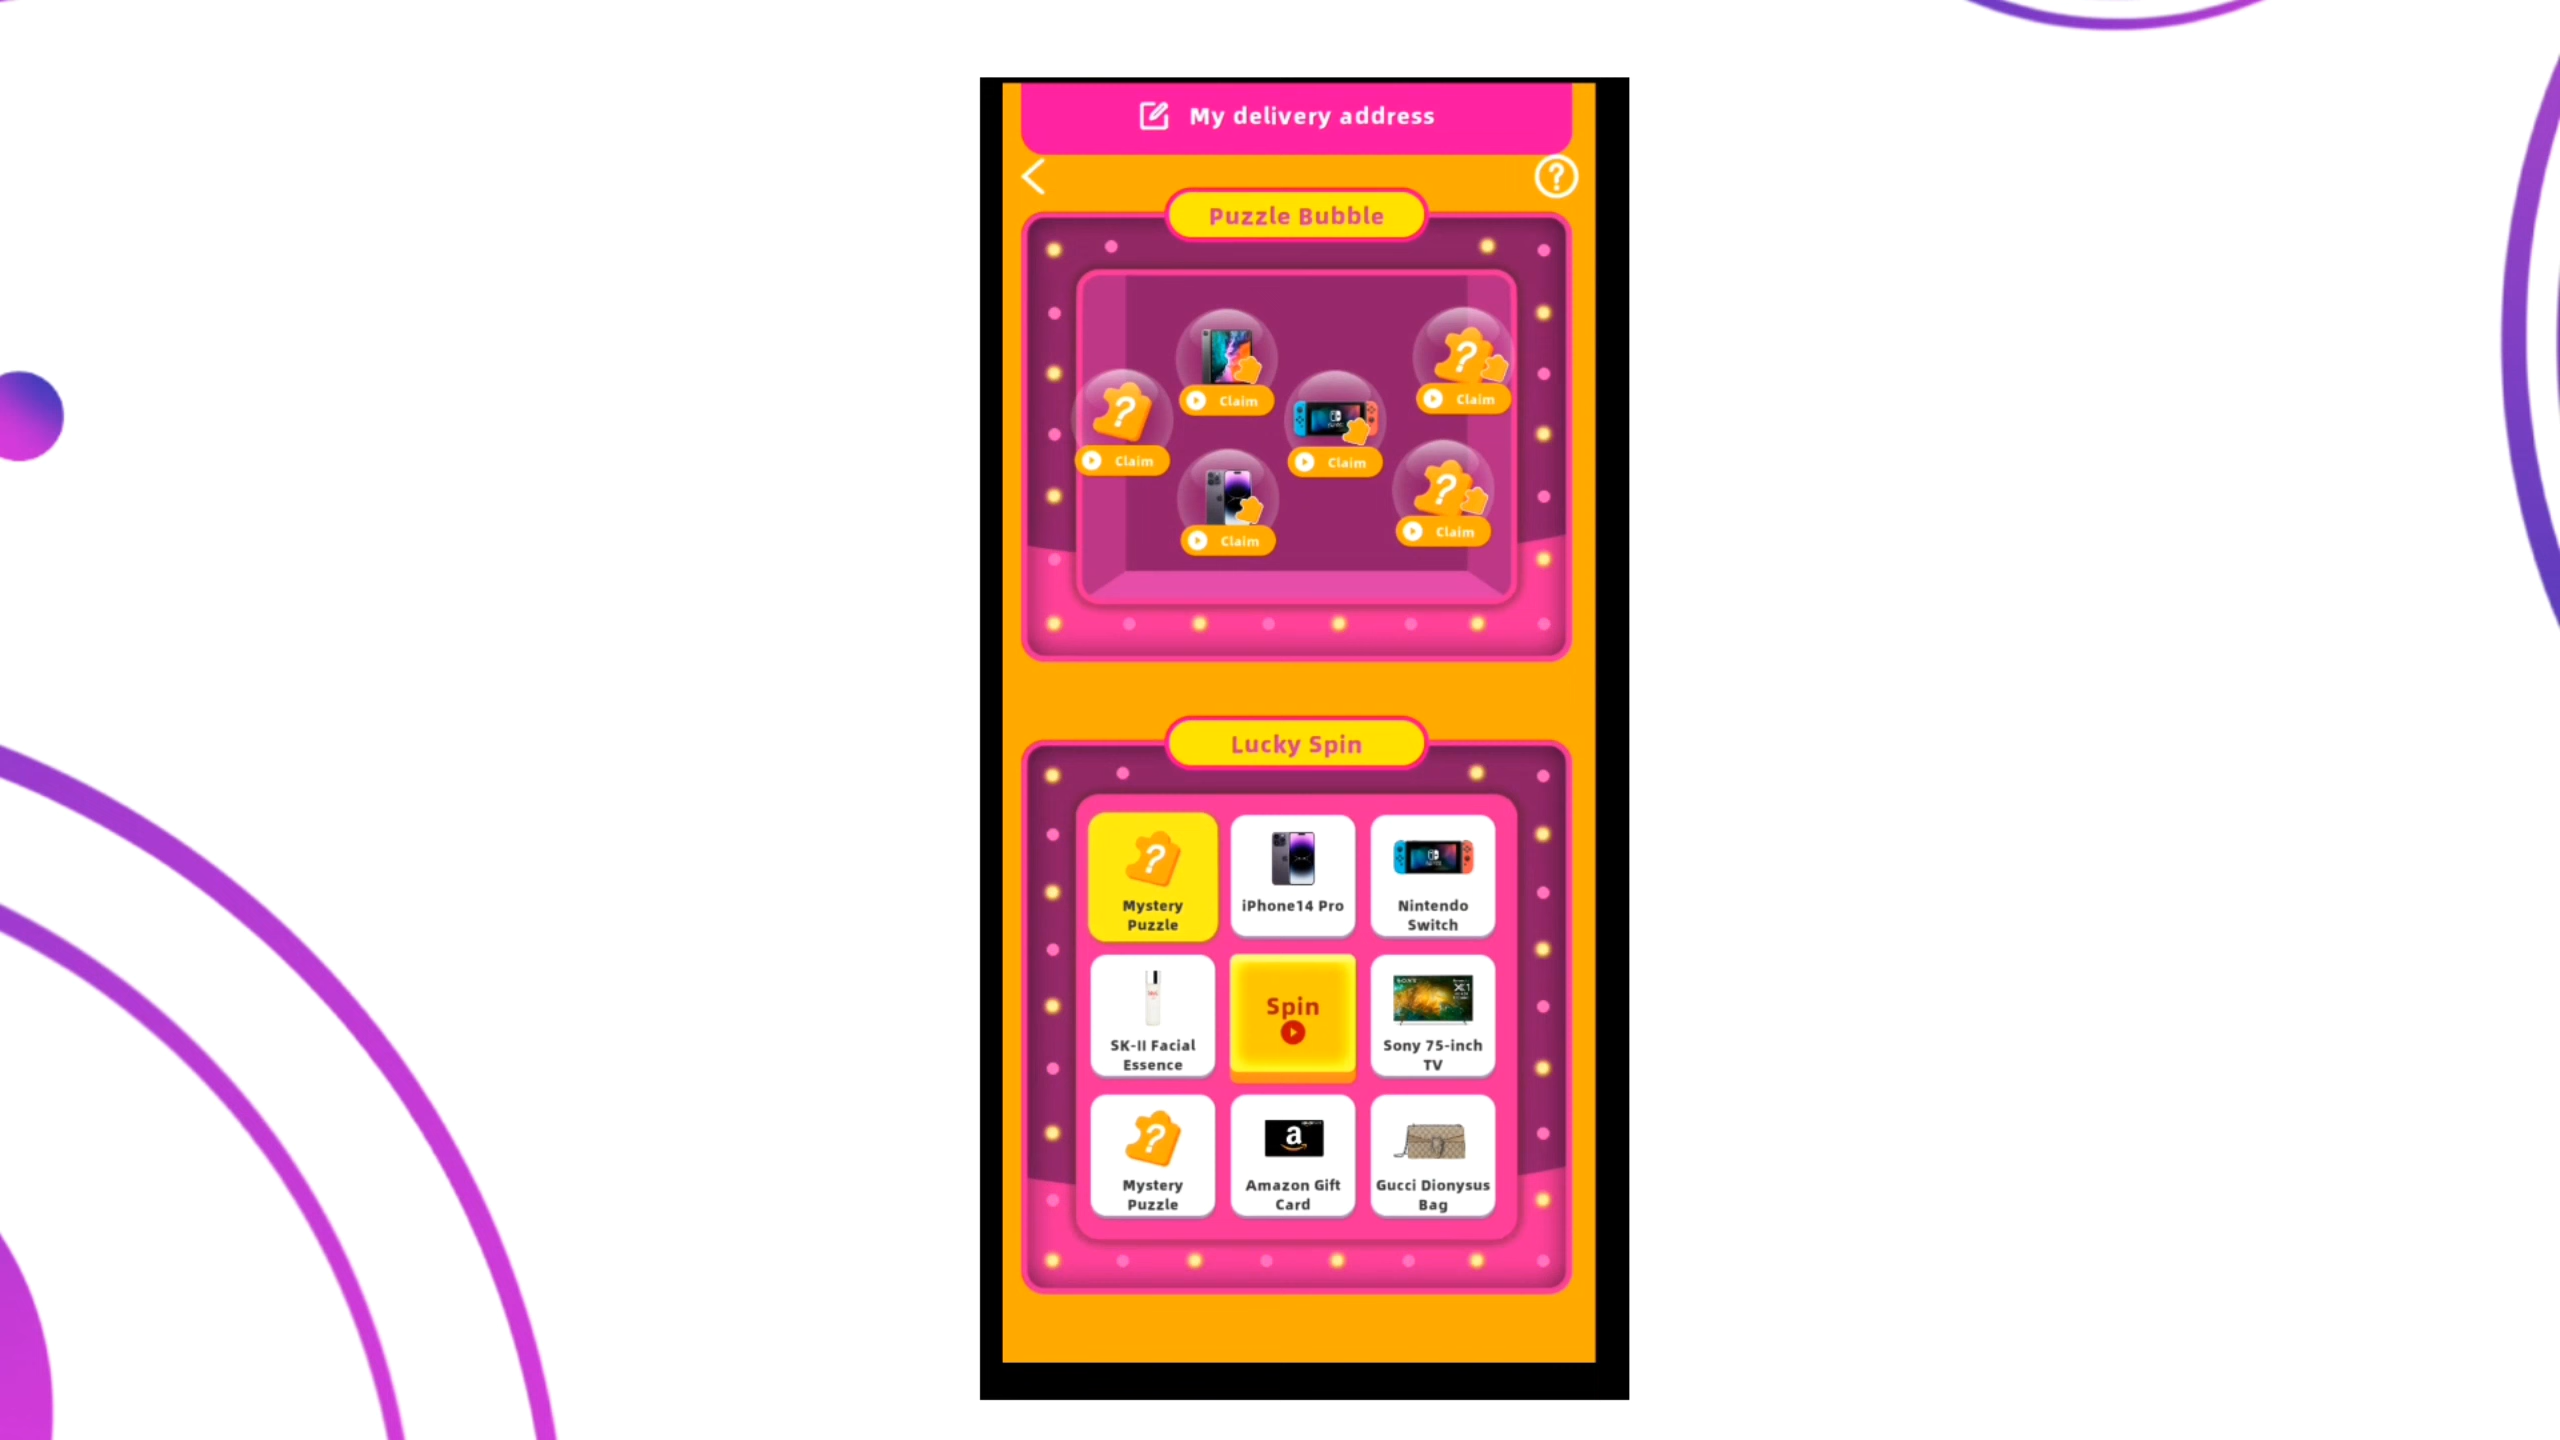 My delivery address
?
Puzzle Bubble
?
Claim
?
Claim
?
Claim
Claim
?
Claim
Claim
Lucky Spin
?
Mystery
Puzzle
iPhone14 Pro
Nintendo
Switch
SK-II Facial
Essence
Spin
SONY
Sony 75-inch
TV
?
Mystery
Puzzle
a
Amazon Gift
Card
Gucci Dionysus
Bag